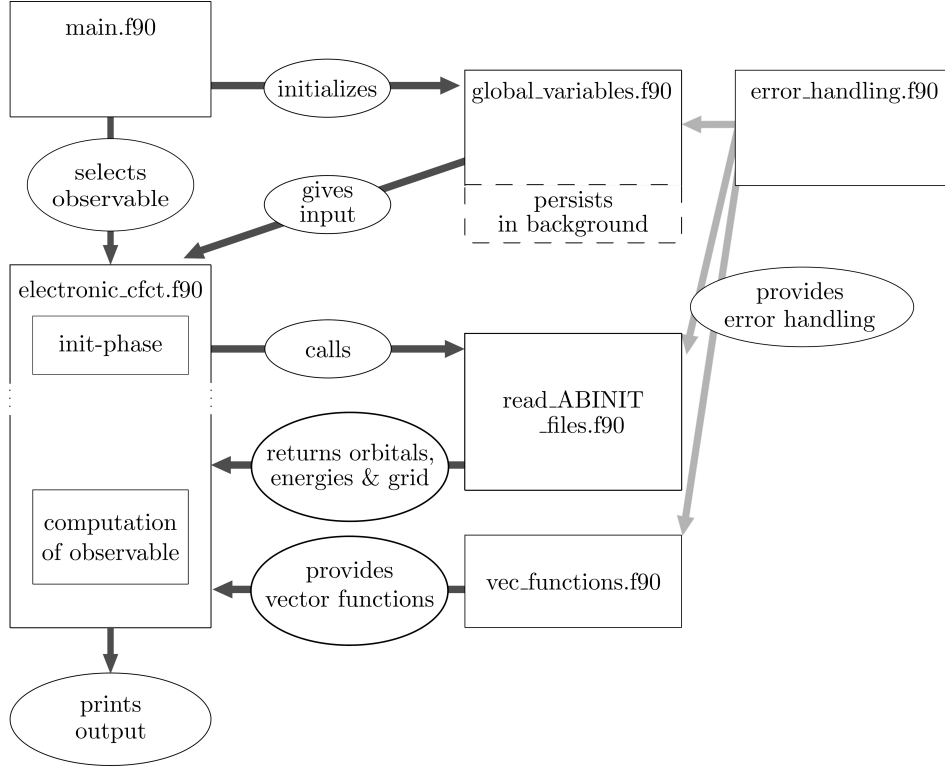 main.f90
initializes
global_variables.f90
error_handling.f90
selects
observable
gives
input
persists
in background
electronic_cfct.f90
provides
error handling
init-phase
calls
read_ABINIT
_files.f90
returns orbitals,
energies & grid
computation
of observable
provides
vector functions
vec_functions.f90
prints
output